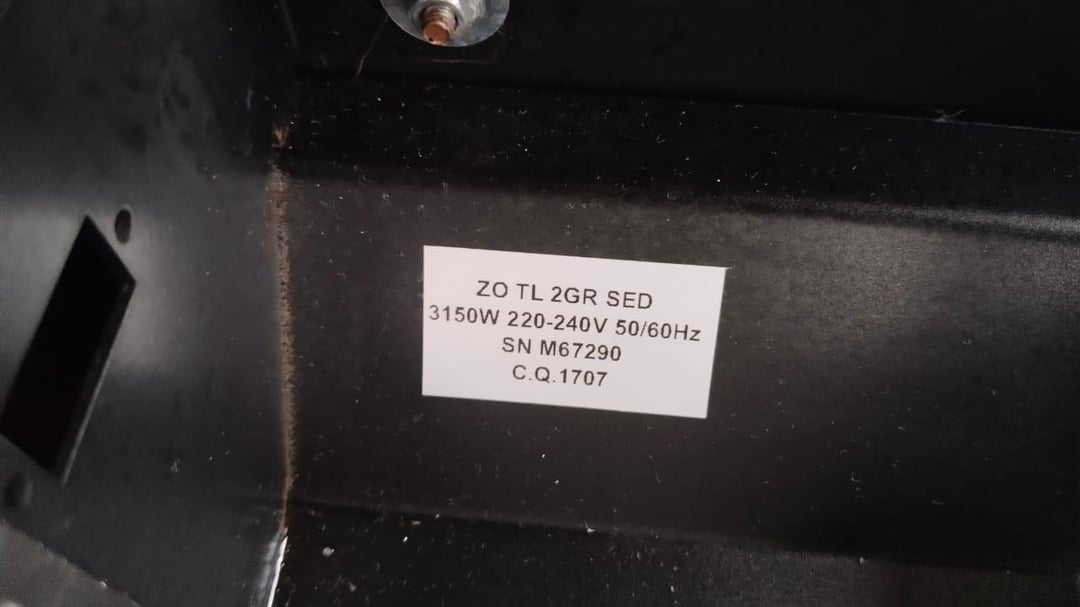 ZO TL 2GR SED
3150W 220-240V 50/60Hz
SN M67290
C.Q.1707